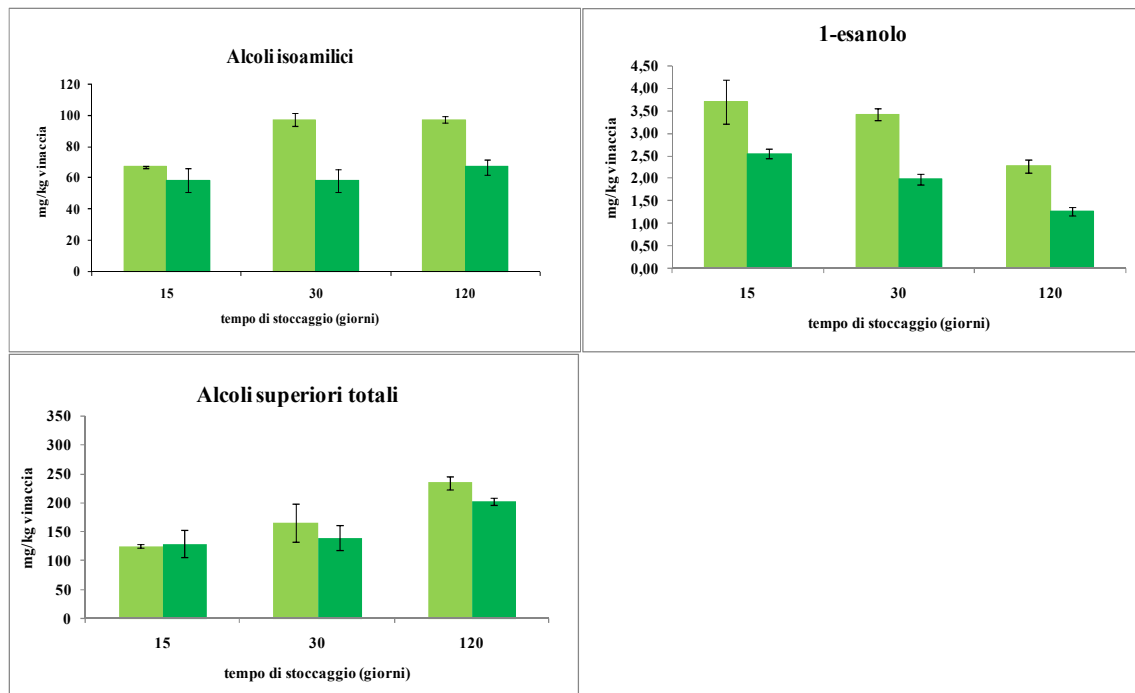 Alcoli isoamilici
120
100
80
60
40
20
0
mg/kg vinaccia
15 30 120
tempo di stoccaggio (giorni)
1-esanolo
4,50
4,00
3,50
3,00
2,50
2,00
1,50
1,00
0,50
0,00
mg/kg vinaccia
15 30 120
tempo di stoccaggio (giorni)
Alcoli superiori totali
350
300
250
200
150
100
50
0
mg/kg vinaccia
15 30 120
tempo di stoccaggio (giorni)